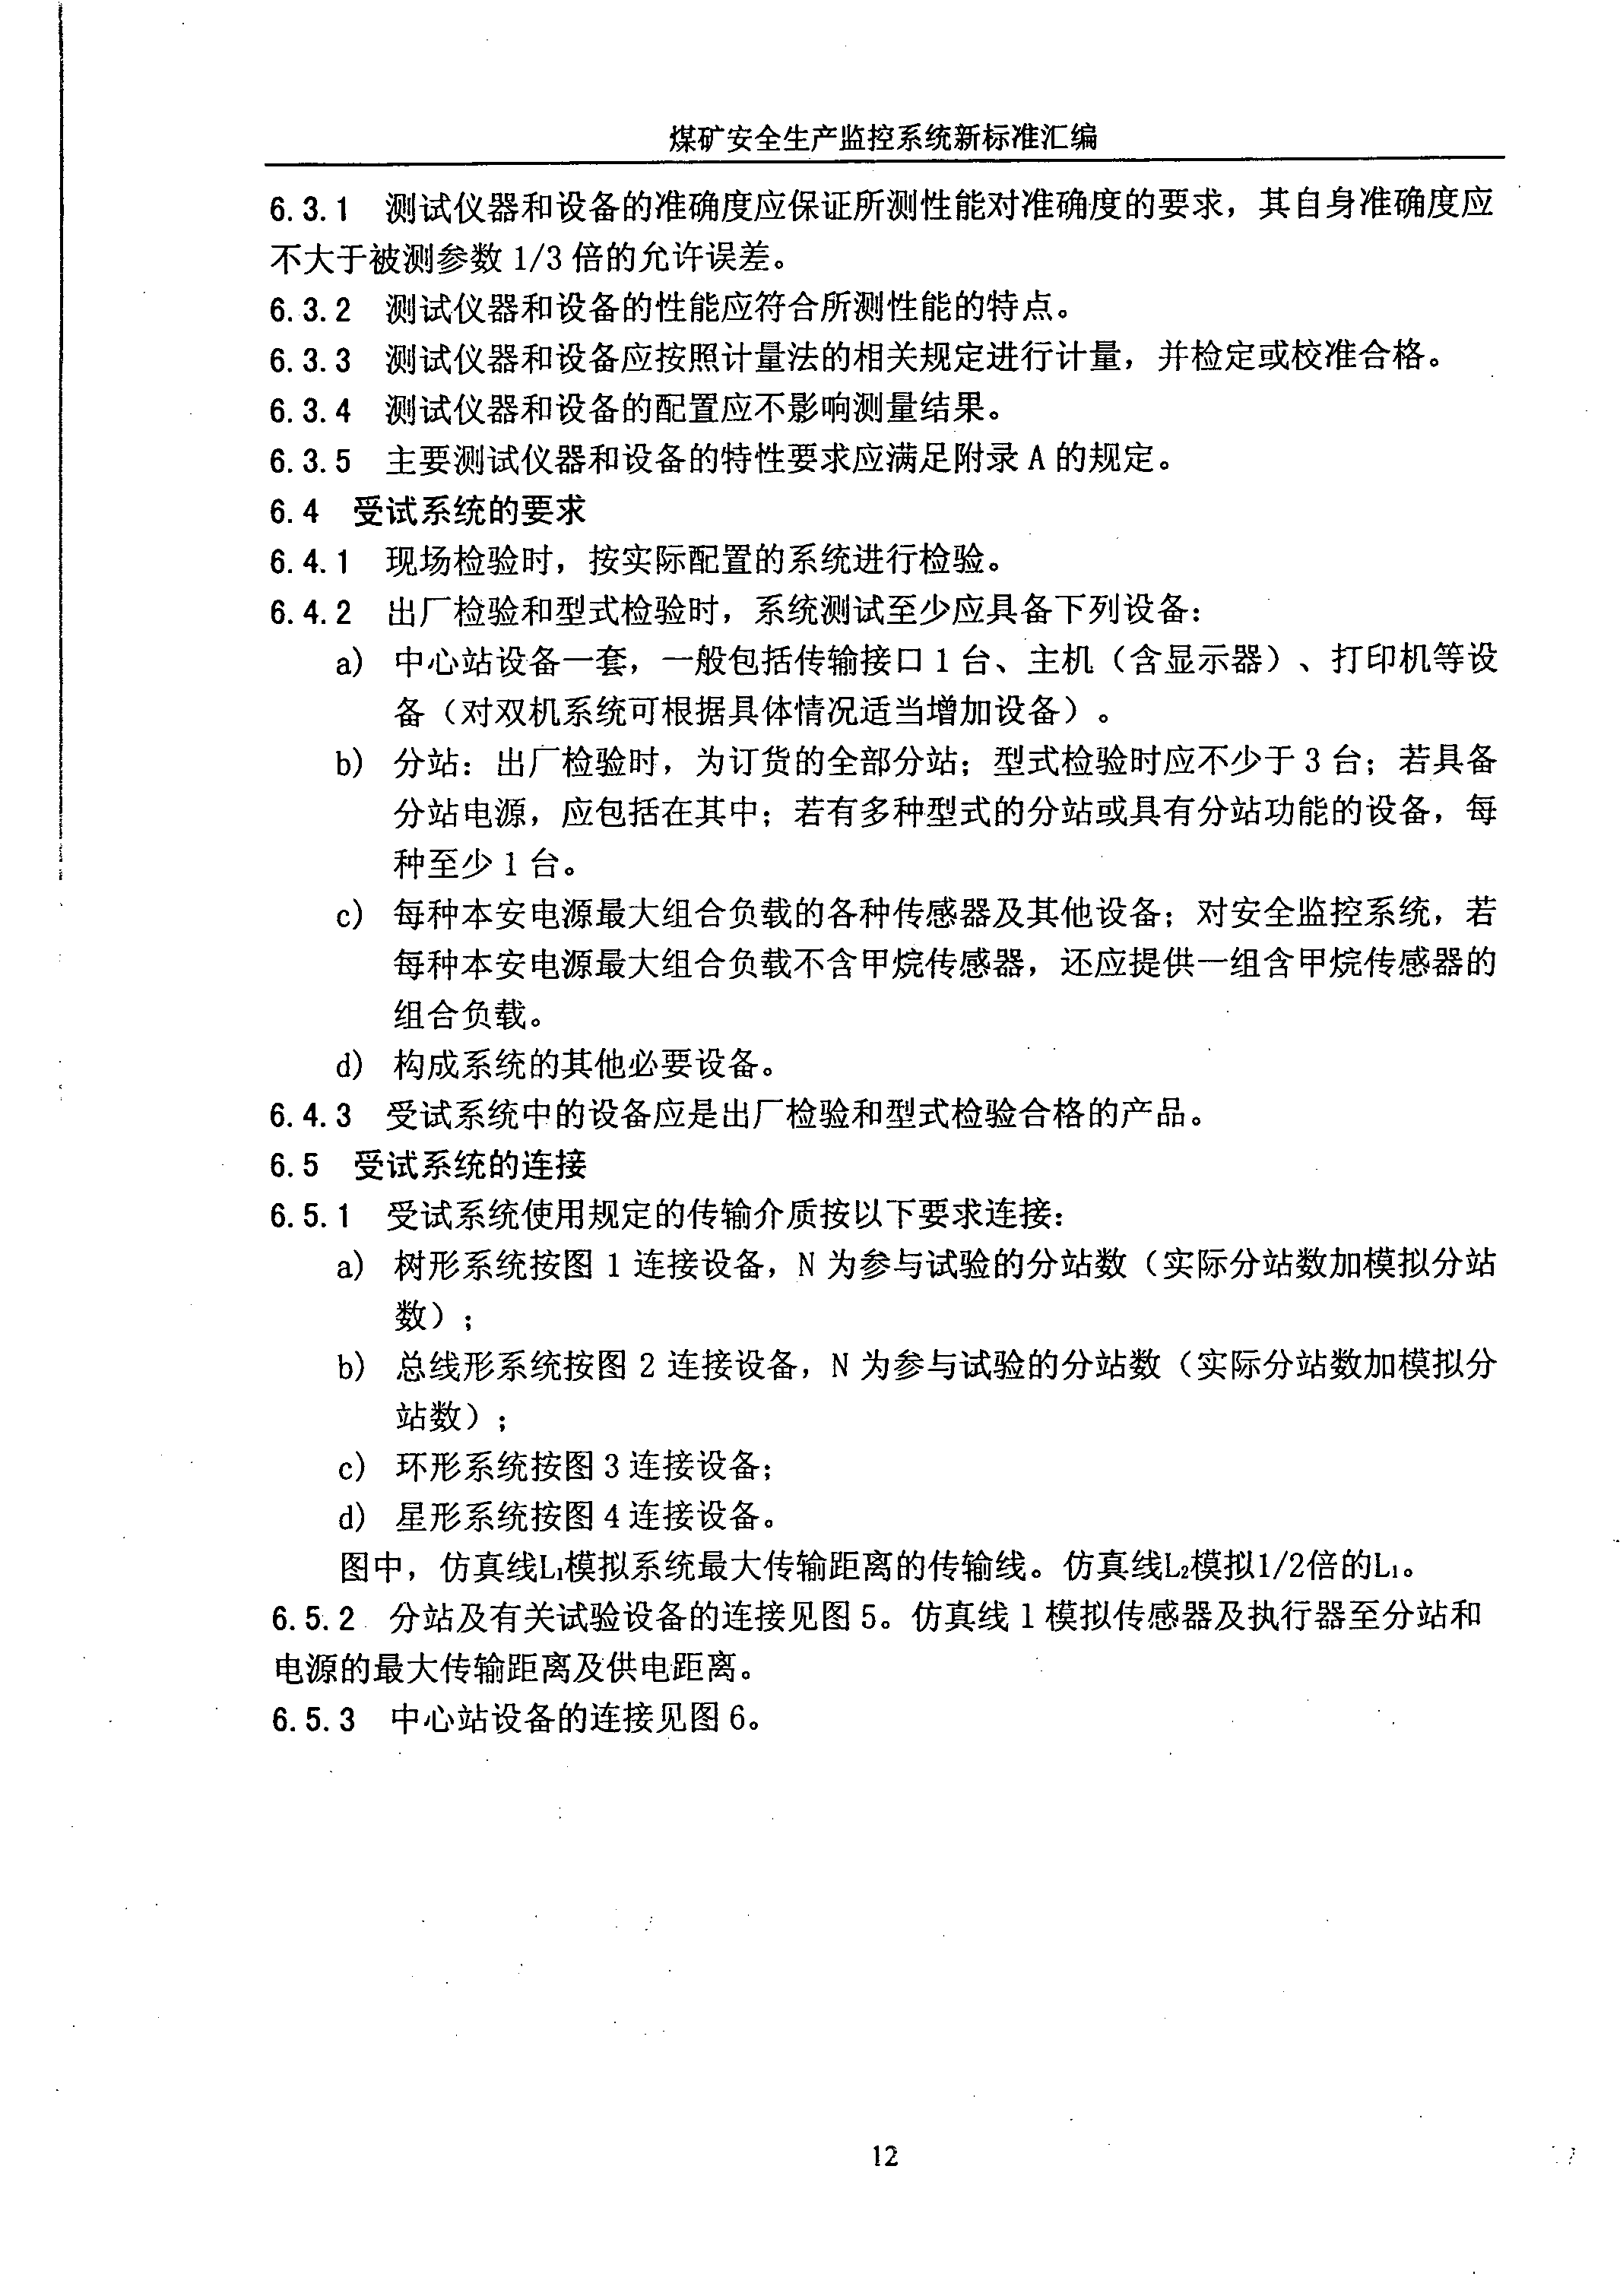 煤矿安全生产监控系统新标准汇编
6.3.1 测试仪器和设备的准确度应保证所测性能对准确度的要求，其自身准确度应
不大于被测参数 1/3 倍的允许误差。
6.3.2 测试仪器和设备的性能应符合所测性能的特点。
6.3.3 测试仪器和设备应按照计量法的相关规定进行计量，并检定或校准合格。
6.3.4 测试仪器和设备的配置应不影响测量结果。
6.3.5 主要测试仪器和设备的特性要求应满足附录 A 的规定。
6.4 受试系统的要求
6.4.1 现场检验时，按实际配置的系统进行检验。
6.4.2 出厂检验和型式检验时，系统测试至少应具备下列设备：
a) 中心站设备一套，一般包括传输接口 1 台、主机（含显示器）、打印机等设
备（对双机系统可根据具体情况适当增加设备）。
b) 分站：出厂检验时，为订货的全部分站；型式检验时应不少于 3 台；若具备
分站电源，应包括在其中；若有多种型式的分站或具有分站功能的设备，每
种至少 1 台。
c) 每种本安电源最大组合负载的各种传感器及其他设备；对安全监控系统，若
每种本安电源最大组合负载不含甲烷传感器，还应提供一组含甲烷传感器的
组合负载。
d) 构成系统的其他必要设备。
6.4.3 受试系统中的设备应是出厂检验和型式检验合格的产品。
6.5 受试系统的连接
6.5.1 受试系统使用规定的传输介质按以下要求连接：
a) 树形系统按图 1 连接设备，N 为参与试验的分站数（实际分站数加模拟分站
数）；
b) 总线形系统按图 2 连接设备，N 为参与试验的分站数（实际分站数加模拟分
站数）；
c) 环形系统按图 3 连接设备；
d) 星形系统按图 4 连接设备。
图中，仿真线L₁模拟系统最大传输距离的传输线。仿真线L₂模拟1/2倍的L₁。
6.5.2 分站及有关试验设备的连接见图 5。仿真线 1 模拟传感器及执行器至分站和
电源的最大传输距离及供电距离。
6.5.3 中心站设备的连接见图 6。
12